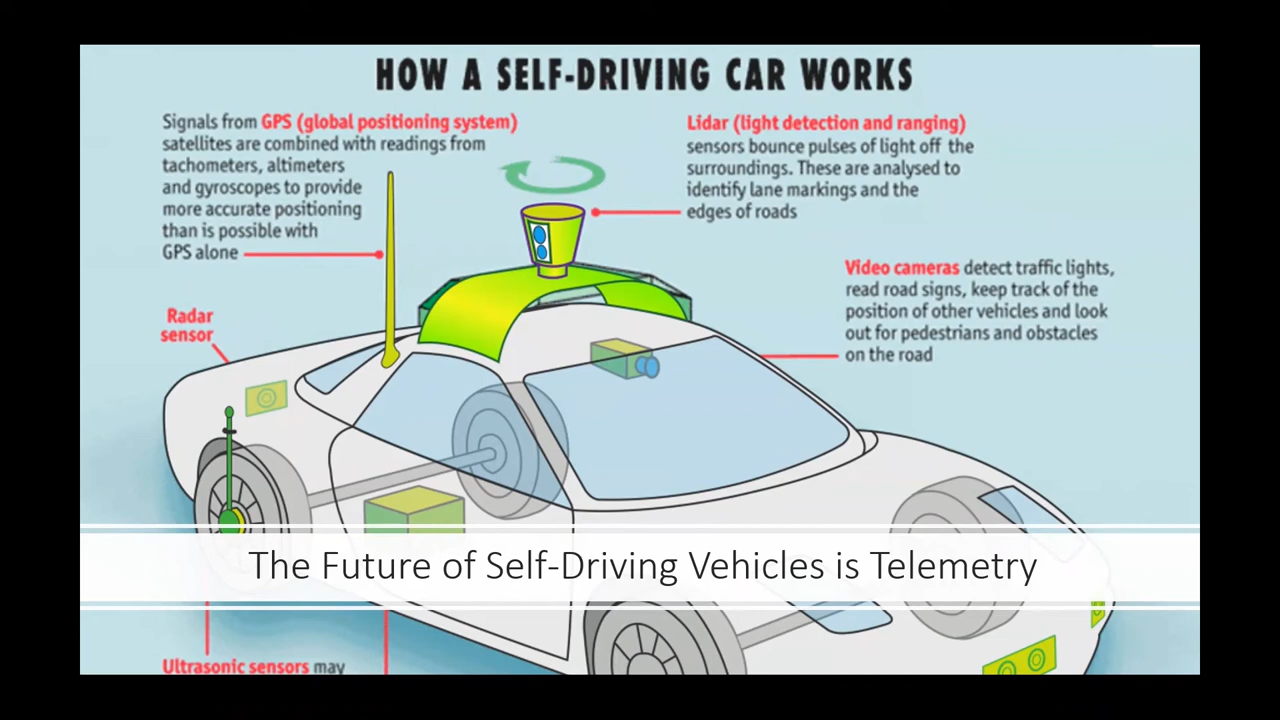 HOW A SELF-DRIVING CAR WORKS
Signals from GPS (global positioning system)
satellites are combined with readings from
tachometers, altimeters
and gyroscopes to provide
more accurate positioning
than is possible with
GPS alone
Lidar (light detection and ranging)
sensors bounce pulses of light off the
surroundings. These are analysed to
identify lane markings and the
edges of roads
Video cameras detect traffic lights,
read road signs, keep track of the
position of other vehicles and look
out for pedestrians and obstacles
on the road
Radar
sensor
The Future of Self-Driving Vehicles is Telemetry
Ultrasonic sensors may